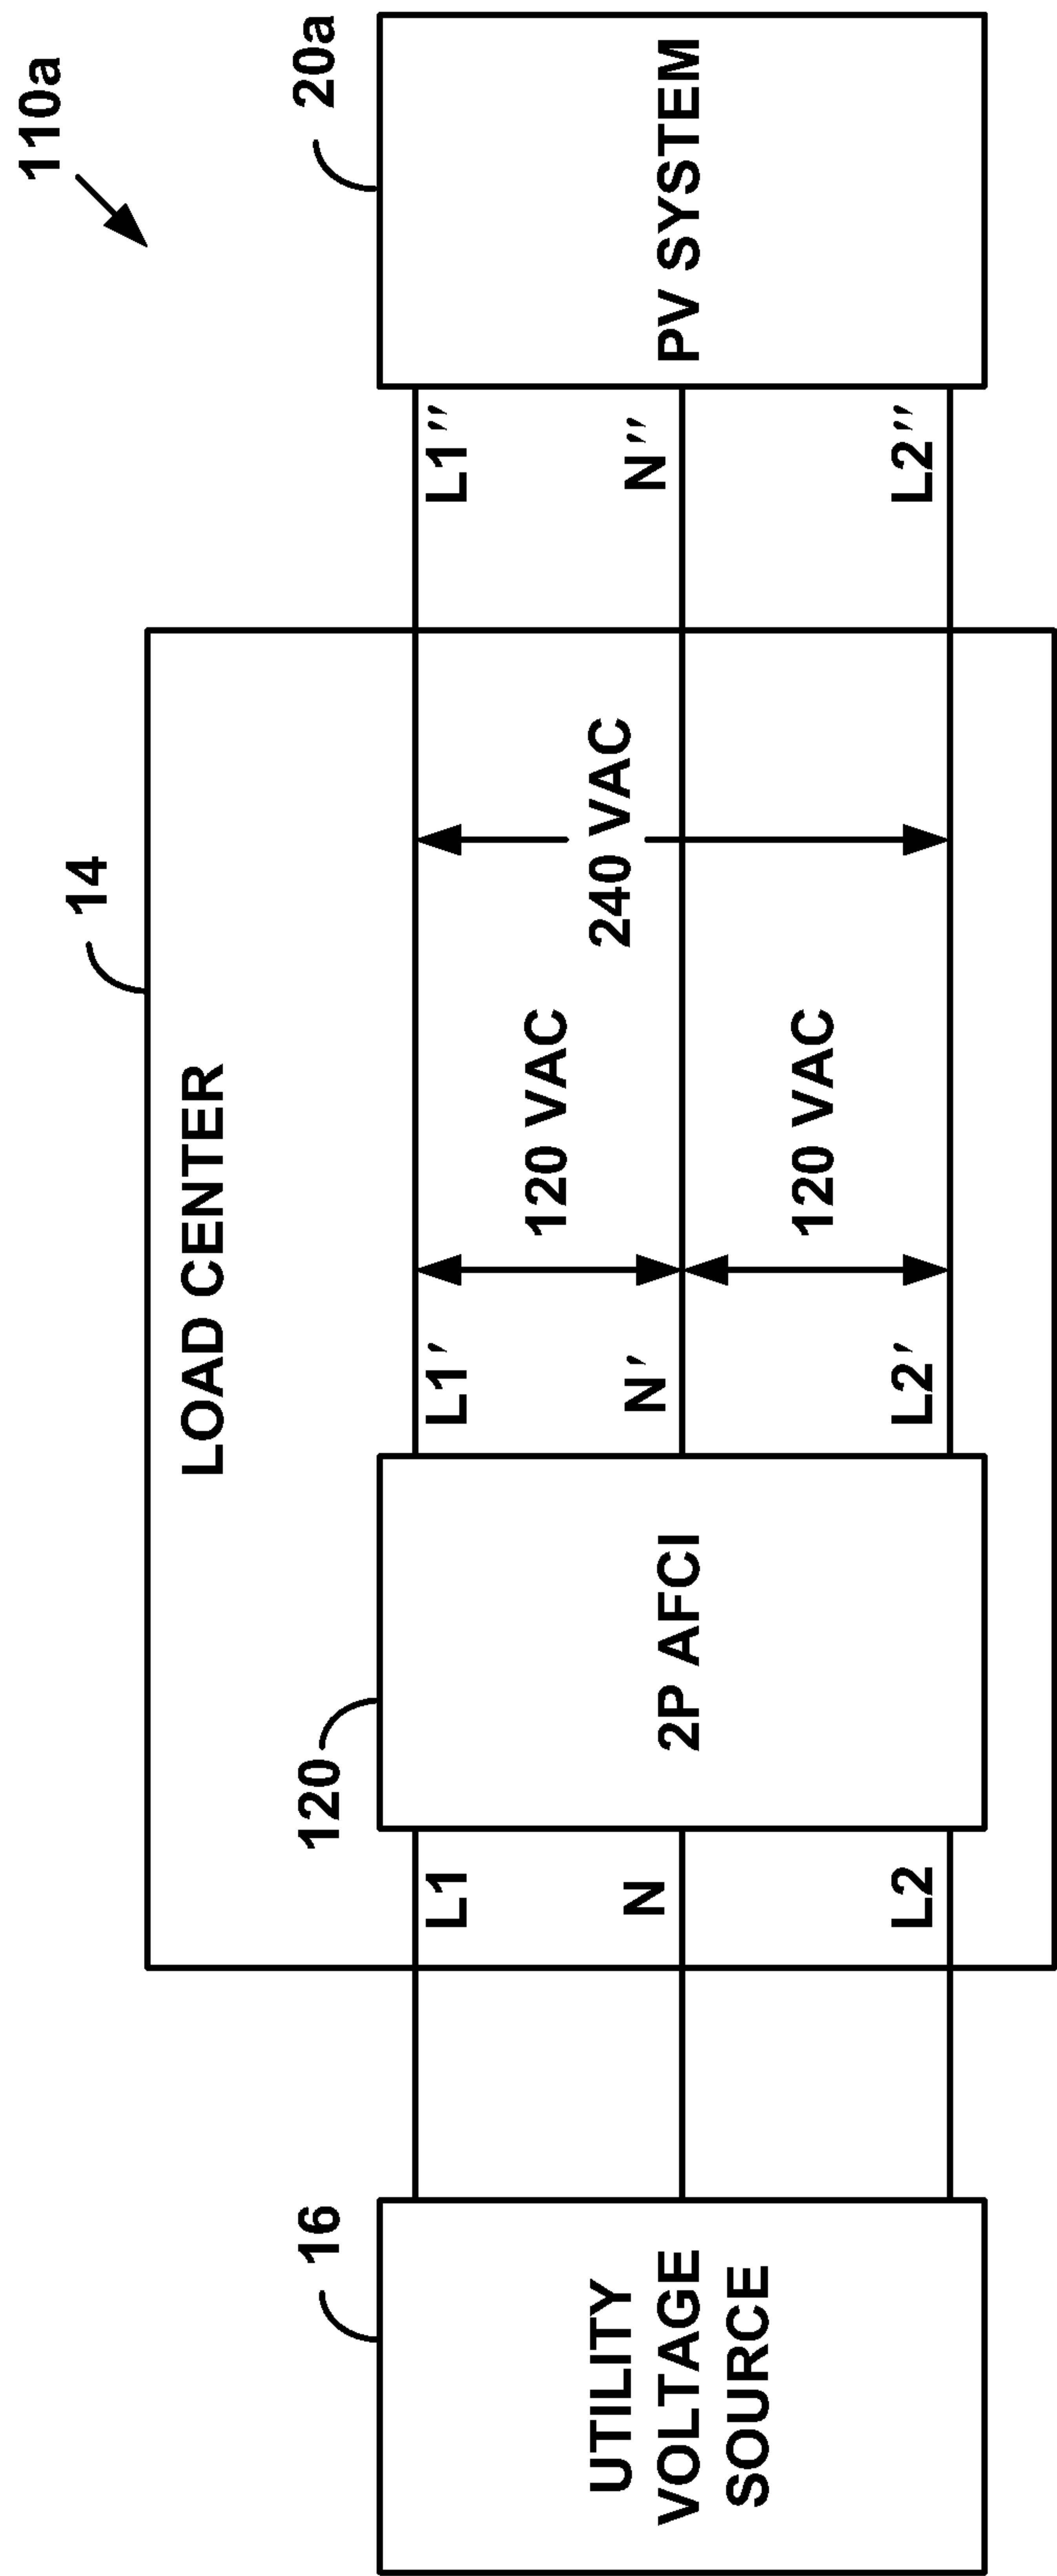 110a
14
LOAD CENTER
16
120
20a
UTILITY
VOLTAGE
SOURCE
L1
N
L2
2P AFCI
L1′
N′
L2′
120 VAC
120 VAC
240 VAC
L1″
N″
L2″
PV SYSTEM